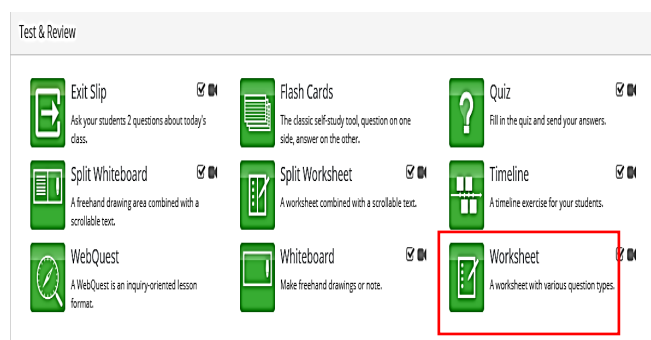 Test & Review
Exit Slip
Ask your students 2 questions about today's
class.
Flash Cards
The classic self-study tool, question on one
side, answer on the other.
Quiz
Fill in the quiz and send your answers.
Split Whiteboard
A freehand drawing area combined with a
scrollable text.
Split Worksheet
A worksheet combined with a scrollable text.
Timeline
A timeline exercise for your students.
WebQuest
A WebQuest is an inquiry-oriented lesson
format.
Whiteboard
Make freehand drawings or note.
Worksheet
A worksheet with various question types.